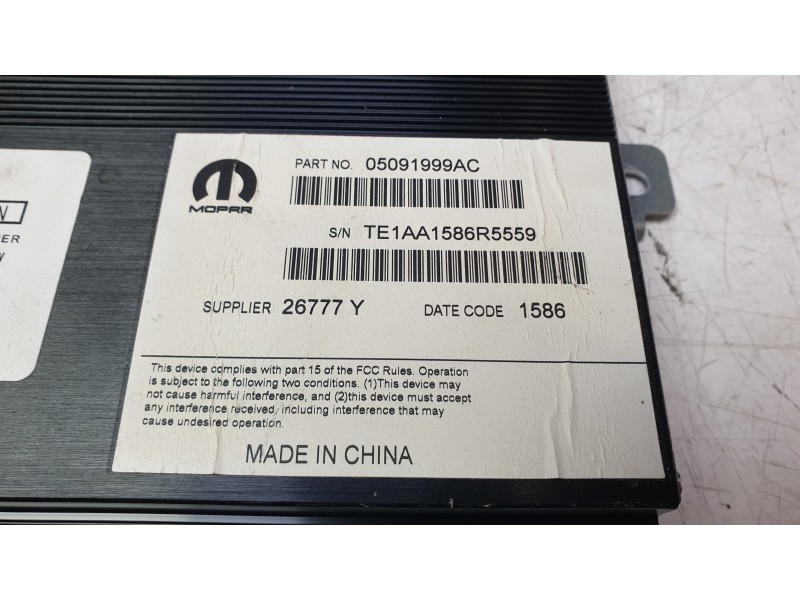 N
MOPAR
PART NO. 05091999AC
S/N TE1AA1586R5559
SUPPLIER 26777 Y DATE CODE 1586
This device complies with part 15 of the FCC Rules. Operation
is subject to the following two conditions. (1)This device may
not cause harmful interference, and (2)this device must accept
any interference received, including interference that may
cause undesired operation.
MADE IN CHINA